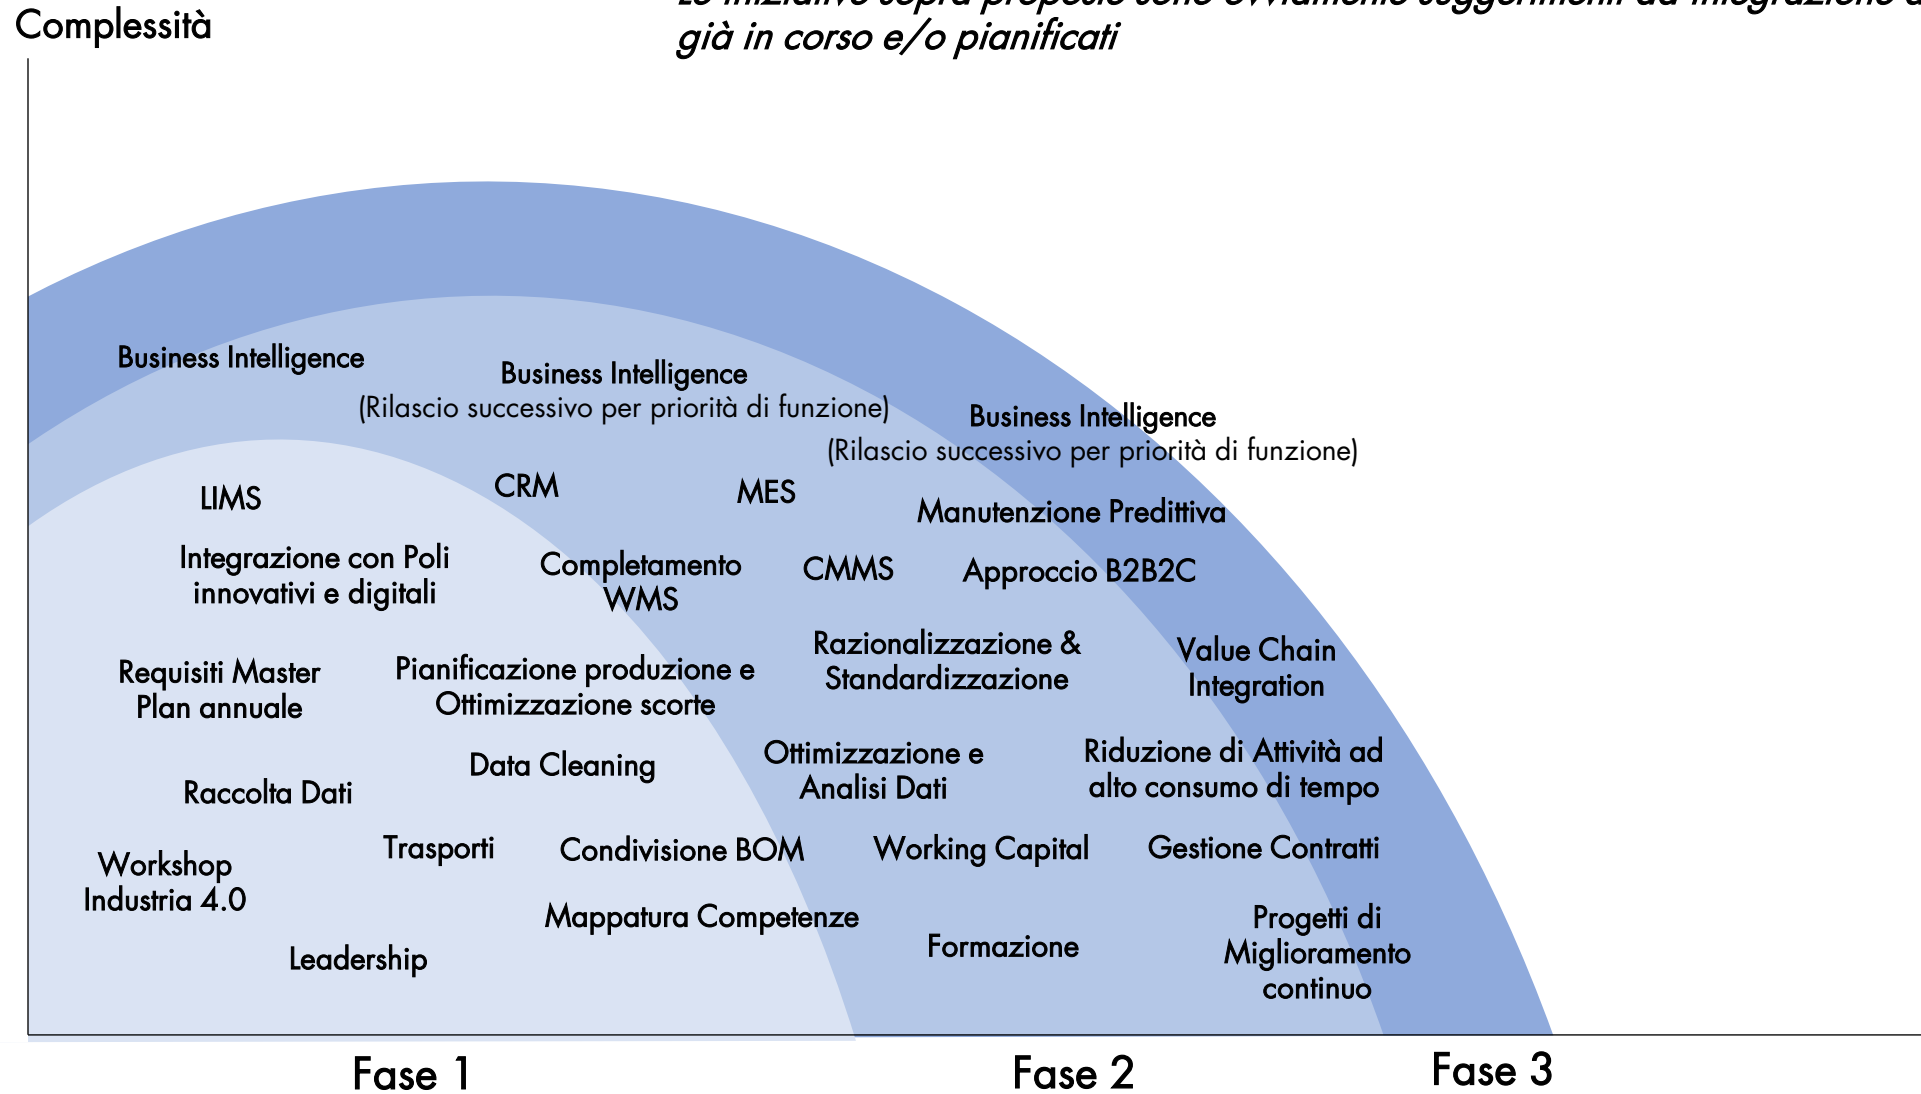 Complessità
già in corso e/o pianificati
Business Intelligence
Business Intelligence
(Rilascio successivo per priorità di funzione)
Business Intelligence
(Rilascio successivo per priorità di funzione)
LIMS
CRM
MES
Manutenzione Predittiva
Integrazione con Poli
innovativi e digitali
Completamento
WMS
CMMS
Approccio B2B2C
Requisiti Master
Plan annuale
Pianificazione produzione e
Ottimizzazione scorte
Razionalizzazione &
Standardizzazione
Value Chain
Integration
Raccolta Dati
Data Cleaning
Ottimizzazione e
Analisi Dati
Riduzione di Attività ad
alto consumo di tempo
Workshop
Industria 4.0
Trasporti
Condivisione BOM
Working Capital
Gestione Contratti
Leadership
Mappatura Competenze
Formazione
Progetti di
Miglioramento
continuo
Fase 1
Fase 2
Fase 3